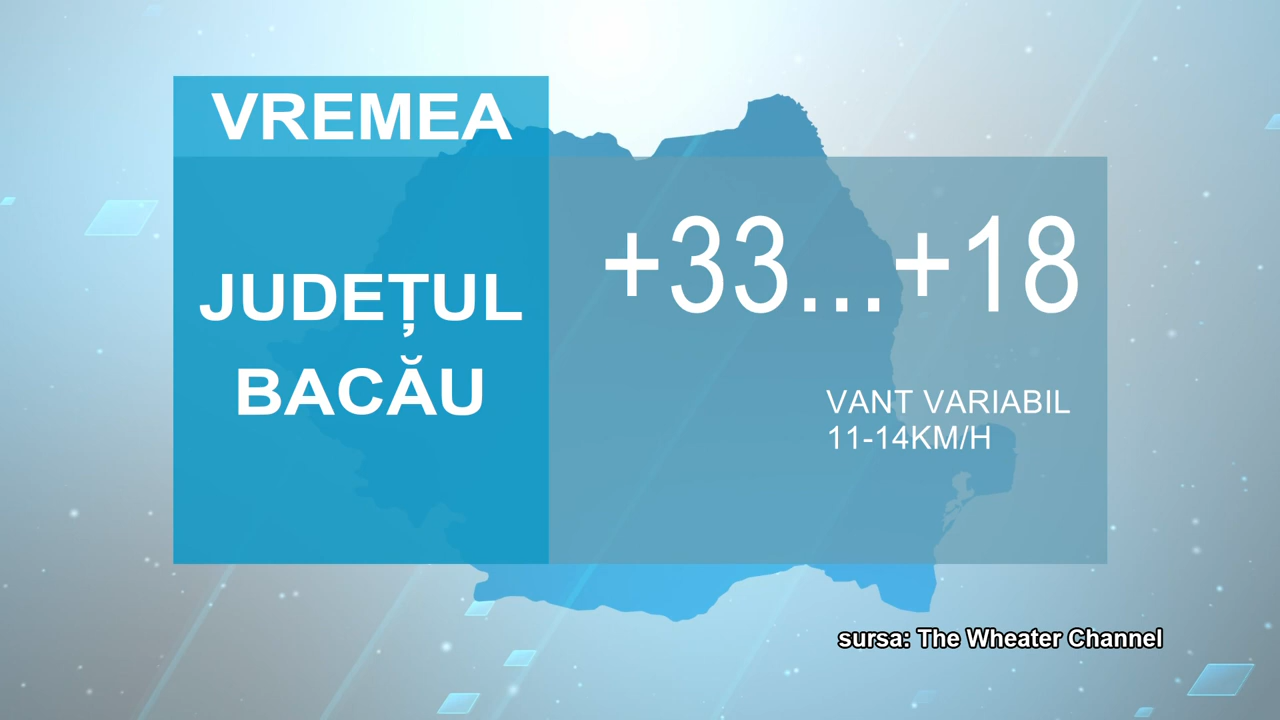 VREMEA
JUDEȚUL
BACĂU
+33...+18
VANT VARIABIL
11-14KM/H
sursa: The Wheater Channel